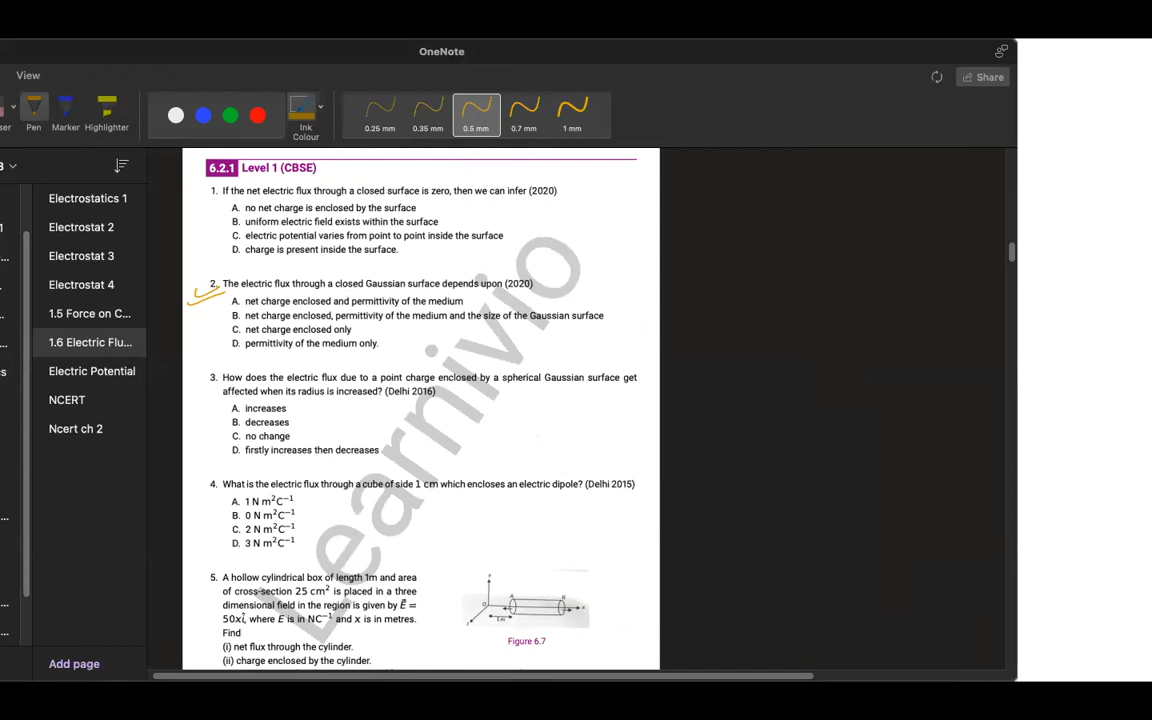 OneNote
View
Share
ser
Pen
Marker
Highlighter
Ink
Colour
0.25 mm
0.35 mm
0.5 mm
0.7 mm
1 mm
Electrostatics 1
Electrostat 2
Electrostat 3
Electrostat 4
1.5 Force on C...
1.6 Electric Flu...
Electric Potential
NCERT
Ncert ch 2
Add page
6.2.1 Level 1 (CBSE)
1. If the net electric flux through a closed surface is zero, then we can infer (2020)
A. no net charge is enclosed by the surface
B. uniform electric field exists within the surface
C. electric potential varies from point to point inside the surface
D. charge is present inside the surface.
2. The electric flux through a closed Gaussian surface depends upon (2020)
A. net charge enclosed and permittivity of the medium
B. net charge enclosed, permittivity of the medium and the size of the Gaussian surface
C. net charge enclosed only
D. permittivity of the medium only.
3. How does the electric flux due to a point charge enclosed by a spherical Gaussian surface get
affected when its radius is increased? (Delhi 2016)
A. increases
B. decreases
C. no change
D. firstly increases then decreases
4. What is the electric flux through a cube of side 1 cm which encloses an electric dipole? (Delhi 2015)
A. 1 N m²C⁻¹
B. 0 N m²C⁻¹
C. 2 N m²C⁻¹
D. 3 N m²C⁻¹
5. A hollow cylindrical box of length 1m and area
of cross-section 25 cm² is placed in a three
dimensional field in the region is given by E⃗ =
50xî, where E is in NC⁻¹ and x is in metres.
Find
(i) net flux through the cylinder.
(ii) charge enclosed by the cylinder.
O
A
B
x
1 m
Figure 6.7
Learnivio